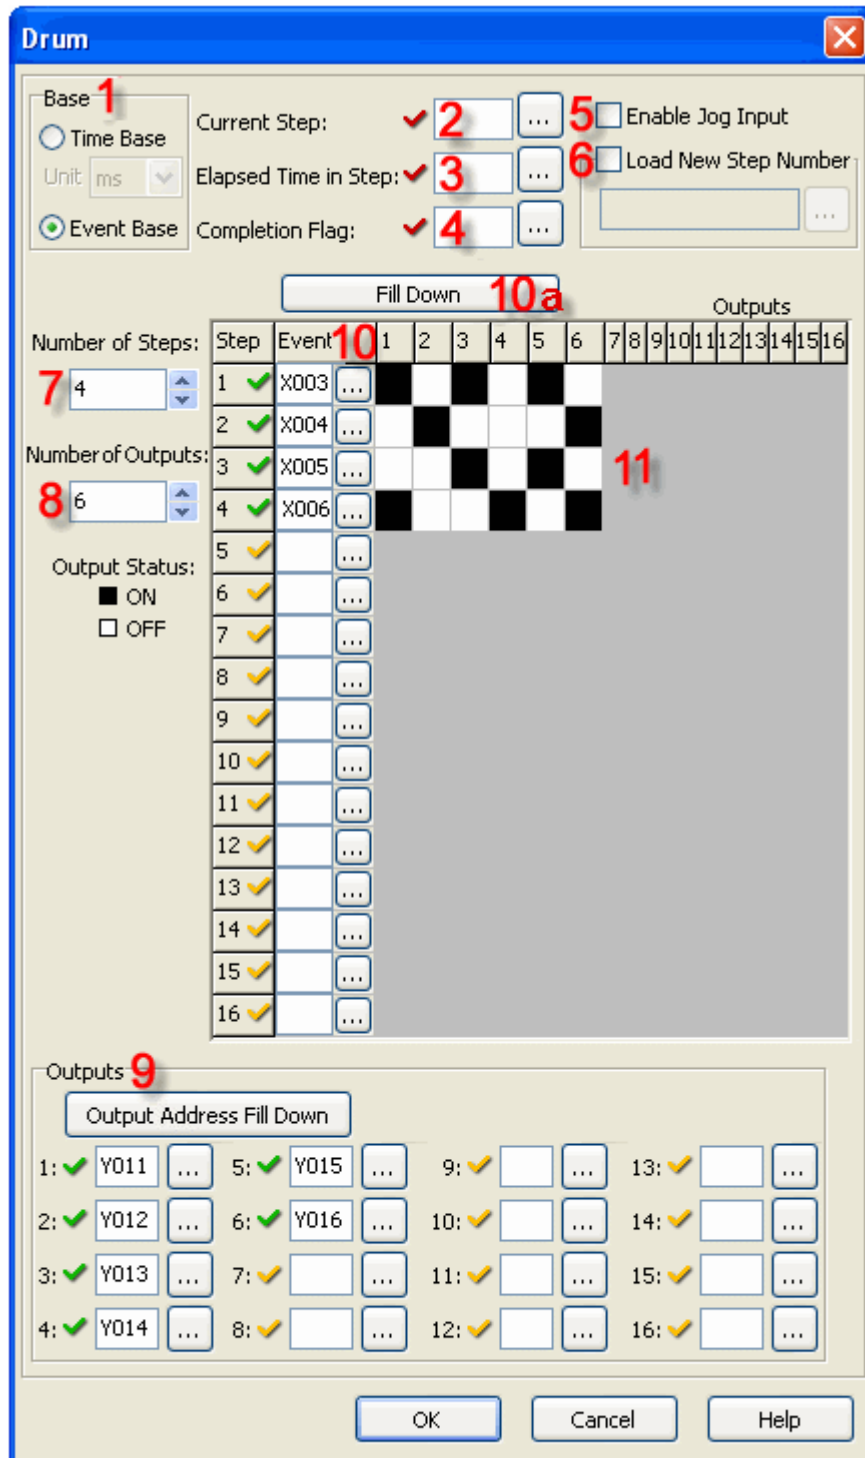 Drum
Base 1
Time Base
Unit ms
Event Base
Current Step: 2 ...
Elapsed Time in Step: 3 ...
Completion Flag: 4 ...
5 Enable Jog Input
6 Load New Step Number
...
Fill Down 10a
Outputs
Number of Steps:
7 4
Number of Outputs:
8 6
Output Status:
ON
OFF
Step Event 10 1 2 3 4 5 6 7 8 9 10 11 12 13 14 15 16
1 X003 ...
2 X004 ...
3 X005 ... 11
4 X006 ...
5 ...
6 ...
7 ...
8 ...
9 ...
10 ...
11 ...
12 ...
13 ...
14 ...
15 ...
16 ...
Outputs 9
Output Address Fill Down
1: Y011 ... 5: Y015 ... 9: ... 13: ...
2: Y012 ... 6: Y016 ... 10: ... 14: ...
3: Y013 ... 7: ... 11: ... 15: ...
4: Y014 ... 8: ... 12: ... 16: ...
OK Cancel Help